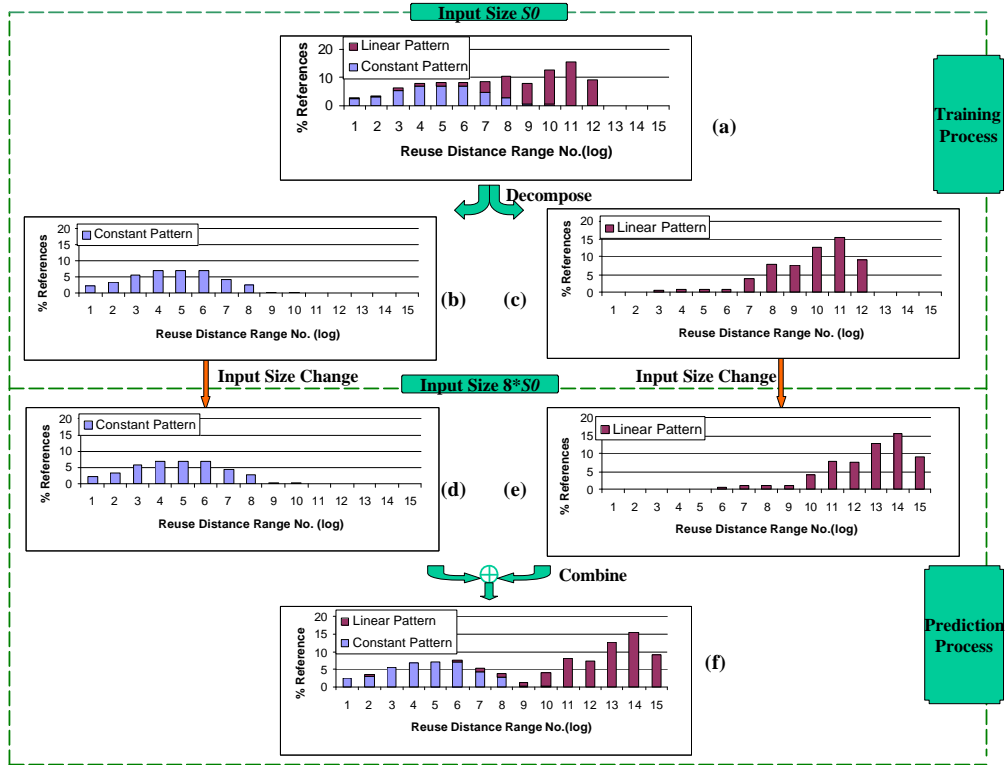 Input Size S0
20
10
0
% References
Linear Pattern
Constant Pattern
1 2 3 4 5 6 7 8 9 10 11 12 13 14 15
Reuse Distance Range No.(log)
(a)
Training
Process
Decompose
20
15
10
5
0
% References
Constant Pattern
1 2 3 4 5 6 7 8 9 10 11 12 13 14 15
Reuse Distance Range No. (log)
(b)
(c)
20
15
10
5
0
% References
Linear Pattern
1 2 3 4 5 6 7 8 9 10 11 12 13 14 15
Reuse Distance Range No. (log)
Input Size Change
Input Size 8*S0
Input Size Change
20
15
10
5
0
% References
Constant Pattern
1 2 3 4 5 6 7 8 9 10 11 12 13 14 15
Reuse Distance Range No. (log)
(d)
(e)
20
15
10
5
0
% References
Linear Pattern
1 2 3 4 5 6 7 8 9 10 11 12 13 14 15
Reuse Distance Range No. (log)
Combine
20
15
10
5
0
% Reference
Linear Pattern
Constant Pattern
1 2 3 4 5 6 7 8 9 10 11 12 13 14 15
Reuse Distance Range No.(log)
(f)
Prediction
Process